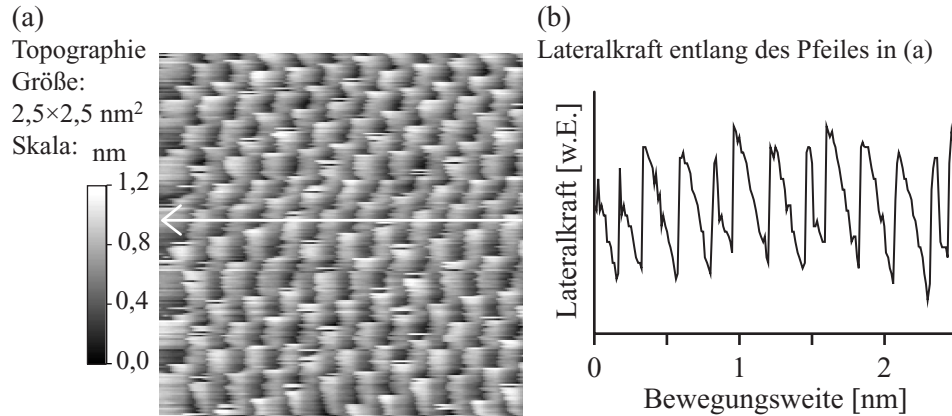 (a)
Topographie
Größe:
2,5×2,5 nm²
Skala: nm
1,2
0,8
0,4
0,0
(b)
Lateralkraft entlang des Pfeiles in (a)
Lateralkraft [w.E.]
0 1 2
Bewegungsweite [nm]